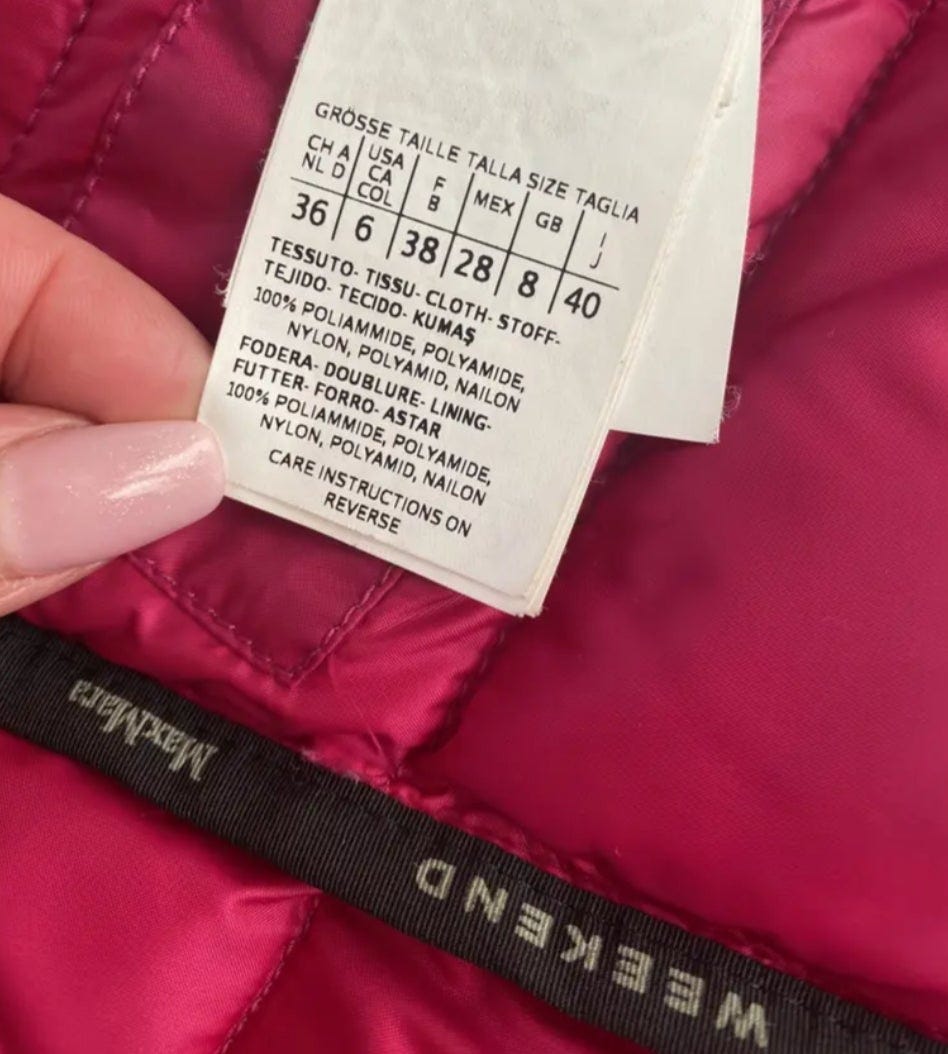 GRÖSSE TAILLE TALLA SIZE TAGLIA
CH A NL D | USA CA COL | F B | MEX | GB | I J
36 | 6 | 38 | 28 | 8 | 40
TESSUTO- TISSU- CLOTH- STOFF-
TEJIDO- TECIDO- KUMAŞ
100% POLIAMMIDE, POLYAMIDE,
NYLON, POLYAMID, NAILON
FODERA- DOUBLURE- LINING-
FUTTER- FORRO- ASTAR
100% POLIAMMIDE, POLYAMIDE,
NYLON, POLYAMID, NAILON
CARE INSTRUCTIONS ON
REVERSE
MaxMara
WEEKEND